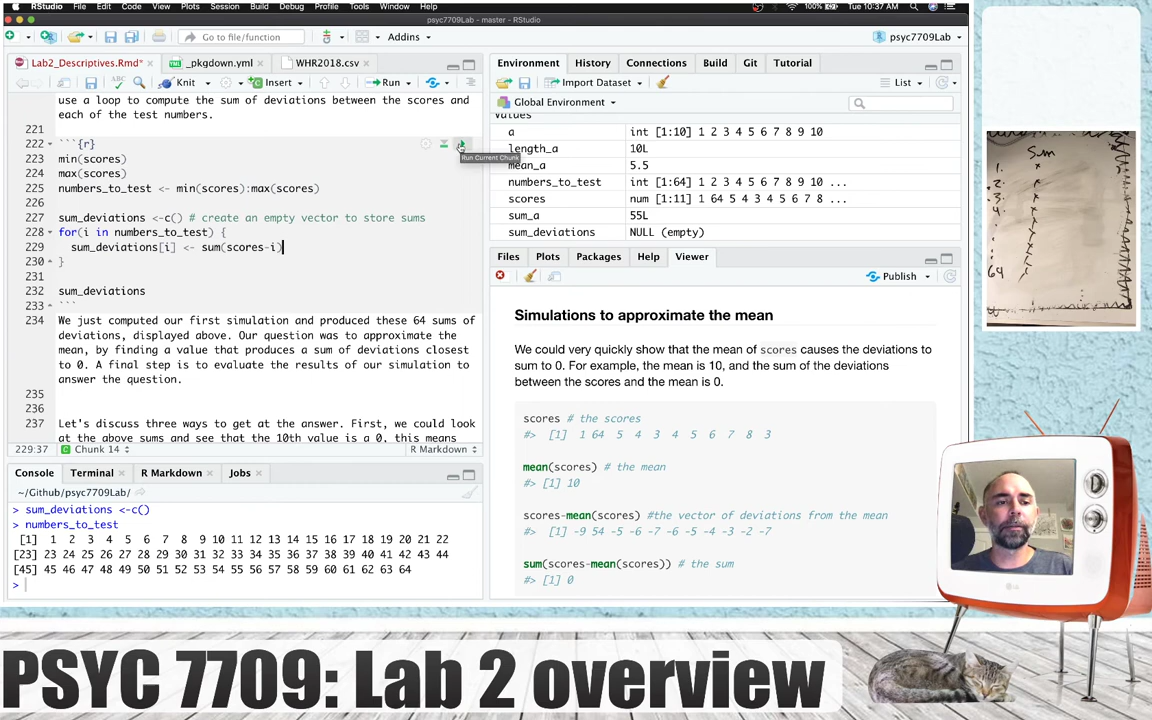 RStudio File Edit Code View Plots Session Build Debug Profile Tools Window Help 100% Tue 10:37 AM
psyc7709Lab - master - RStudio
Go to file/function Addins psyc7709Lab
Lab2_Descriptives.Rmd* _pkgdown.yml WHR2018.csv
ABC Knit Insert Run
use a loop to compute the sum of deviations between the scores and
each of the test numbers.
221
222 ```{r}
223 min(scores)
224 max(scores)
225 numbers_to_test <- min(scores):max(scores)
226
227 sum_deviations <-c() # create an empty vector to store sums
228 for(i in numbers_to_test) {
229 sum_deviations[i] <- sum(scores-i)
230 }
231
232 sum_deviations
233 ```
234 We just computed our first simulation and produced these 64 sums of
deviations, displayed above. Our question was to approximate the
mean, by finding a value that produces a sum of deviations closest
to 0. A final step is to evaluate the results of our simulation to
answer the question.
235
236
237 Let's discuss three ways to get at the answer. First, we could look
at the above sums and see that the 10th value is a 0, this means
229:37 Chunk 14 R Markdown
Run Current Chunk
Console Terminal R Markdown Jobs
~/Github/psyc7709Lab/
> sum_deviations <-c()
> numbers_to_test
[1] 1 2 3 4 5 6 7 8 9 10 11 12 13 14 15 16 17 18 19 20 21 22
[23] 23 24 25 26 27 28 29 30 31 32 33 34 35 36 37 38 39 40 41 42 43 44
[45] 45 46 47 48 49 50 51 52 53 54 55 56 57 58 59 60 61 62 63 64
>
Environment History Connections Build Git Tutorial
Import Dataset List
Global Environment
Values
a int [1:10] 1 2 3 4 5 6 7 8 9 10
length_a 10L
mean_a 5.5
numbers_to_test int [1:64] 1 2 3 4 5 6 7 8 9 10 ...
scores num [1:11] 1 64 5 4 3 4 5 6 7 8 ...
sum_a 55L
sum_deviations NULL (empty)
Files Plots Packages Help Viewer
Publish
Simulations to approximate the mean
We could very quickly show that the mean of scores causes the deviations to
sum to 0. For example, the mean is 10, and the sum of the deviations
between the scores and the mean is 0.
scores # the scores
#> [1] 1 64 5 4 3 4 5 6 7 8 3
mean(scores) # the mean
#> [1] 10
scores-mean(scores) #the vector of deviations from the mean
#> [1] -9 54 -5 -6 -7 -6 -5 -4 -3 -2 -7
sum(scores-mean(scores)) # the sum
#> [1] 0
Sum
1.
2.
3.
4.
64
LG
PSYC 7709: Lab 2 overview